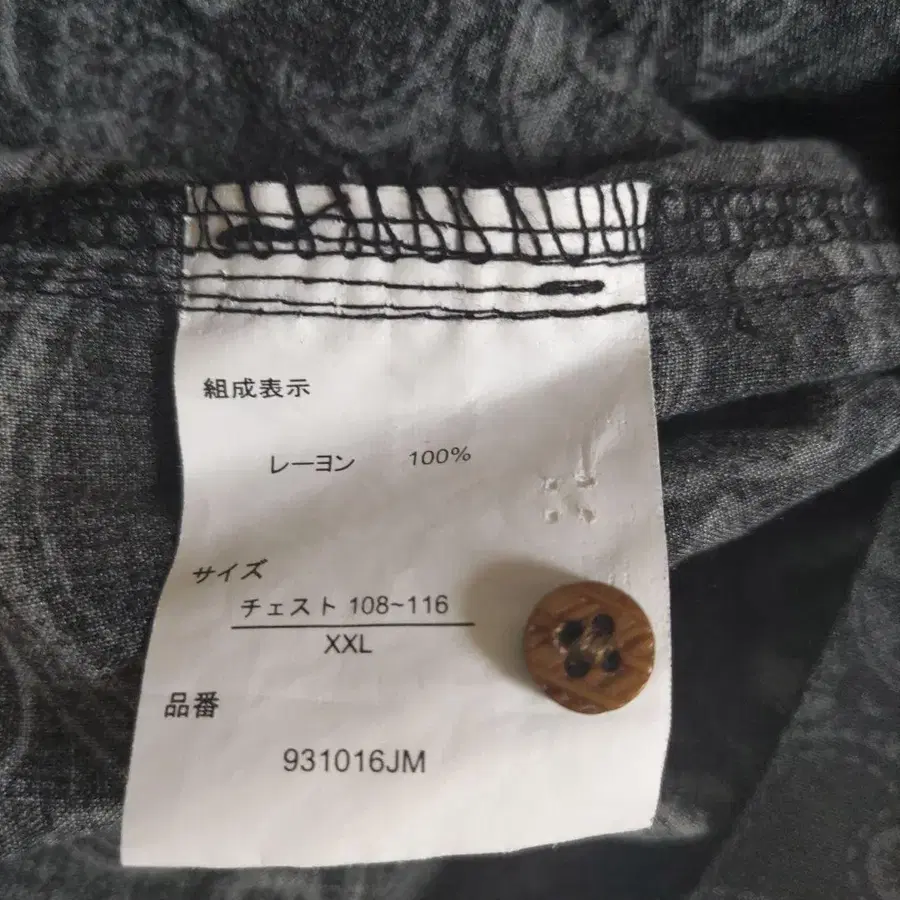 組成表示
レーヨン 100%
サイズ
チェスト 108~116
XXL
品番
931016JM